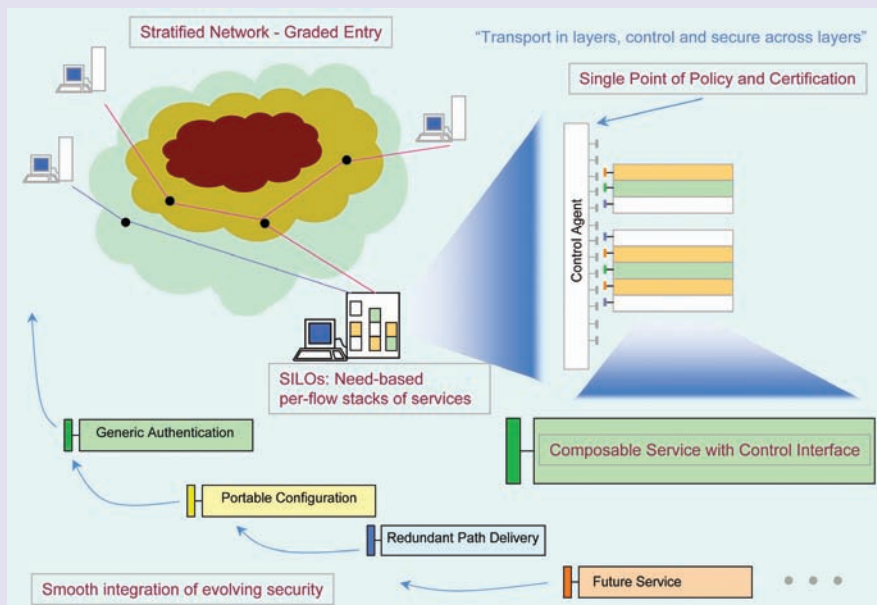 Stratified Network - Graded Entry
“Transport in layers, control and secure across layers”
Single Point of Policy and Certification
Control Agent
SILOs: Need-based
per-flow stacks of services
Generic Authentication
Composable Service with Control Interface
Portable Configuration
Redundant Path Delivery
Smooth integration of evolving security
Future Service